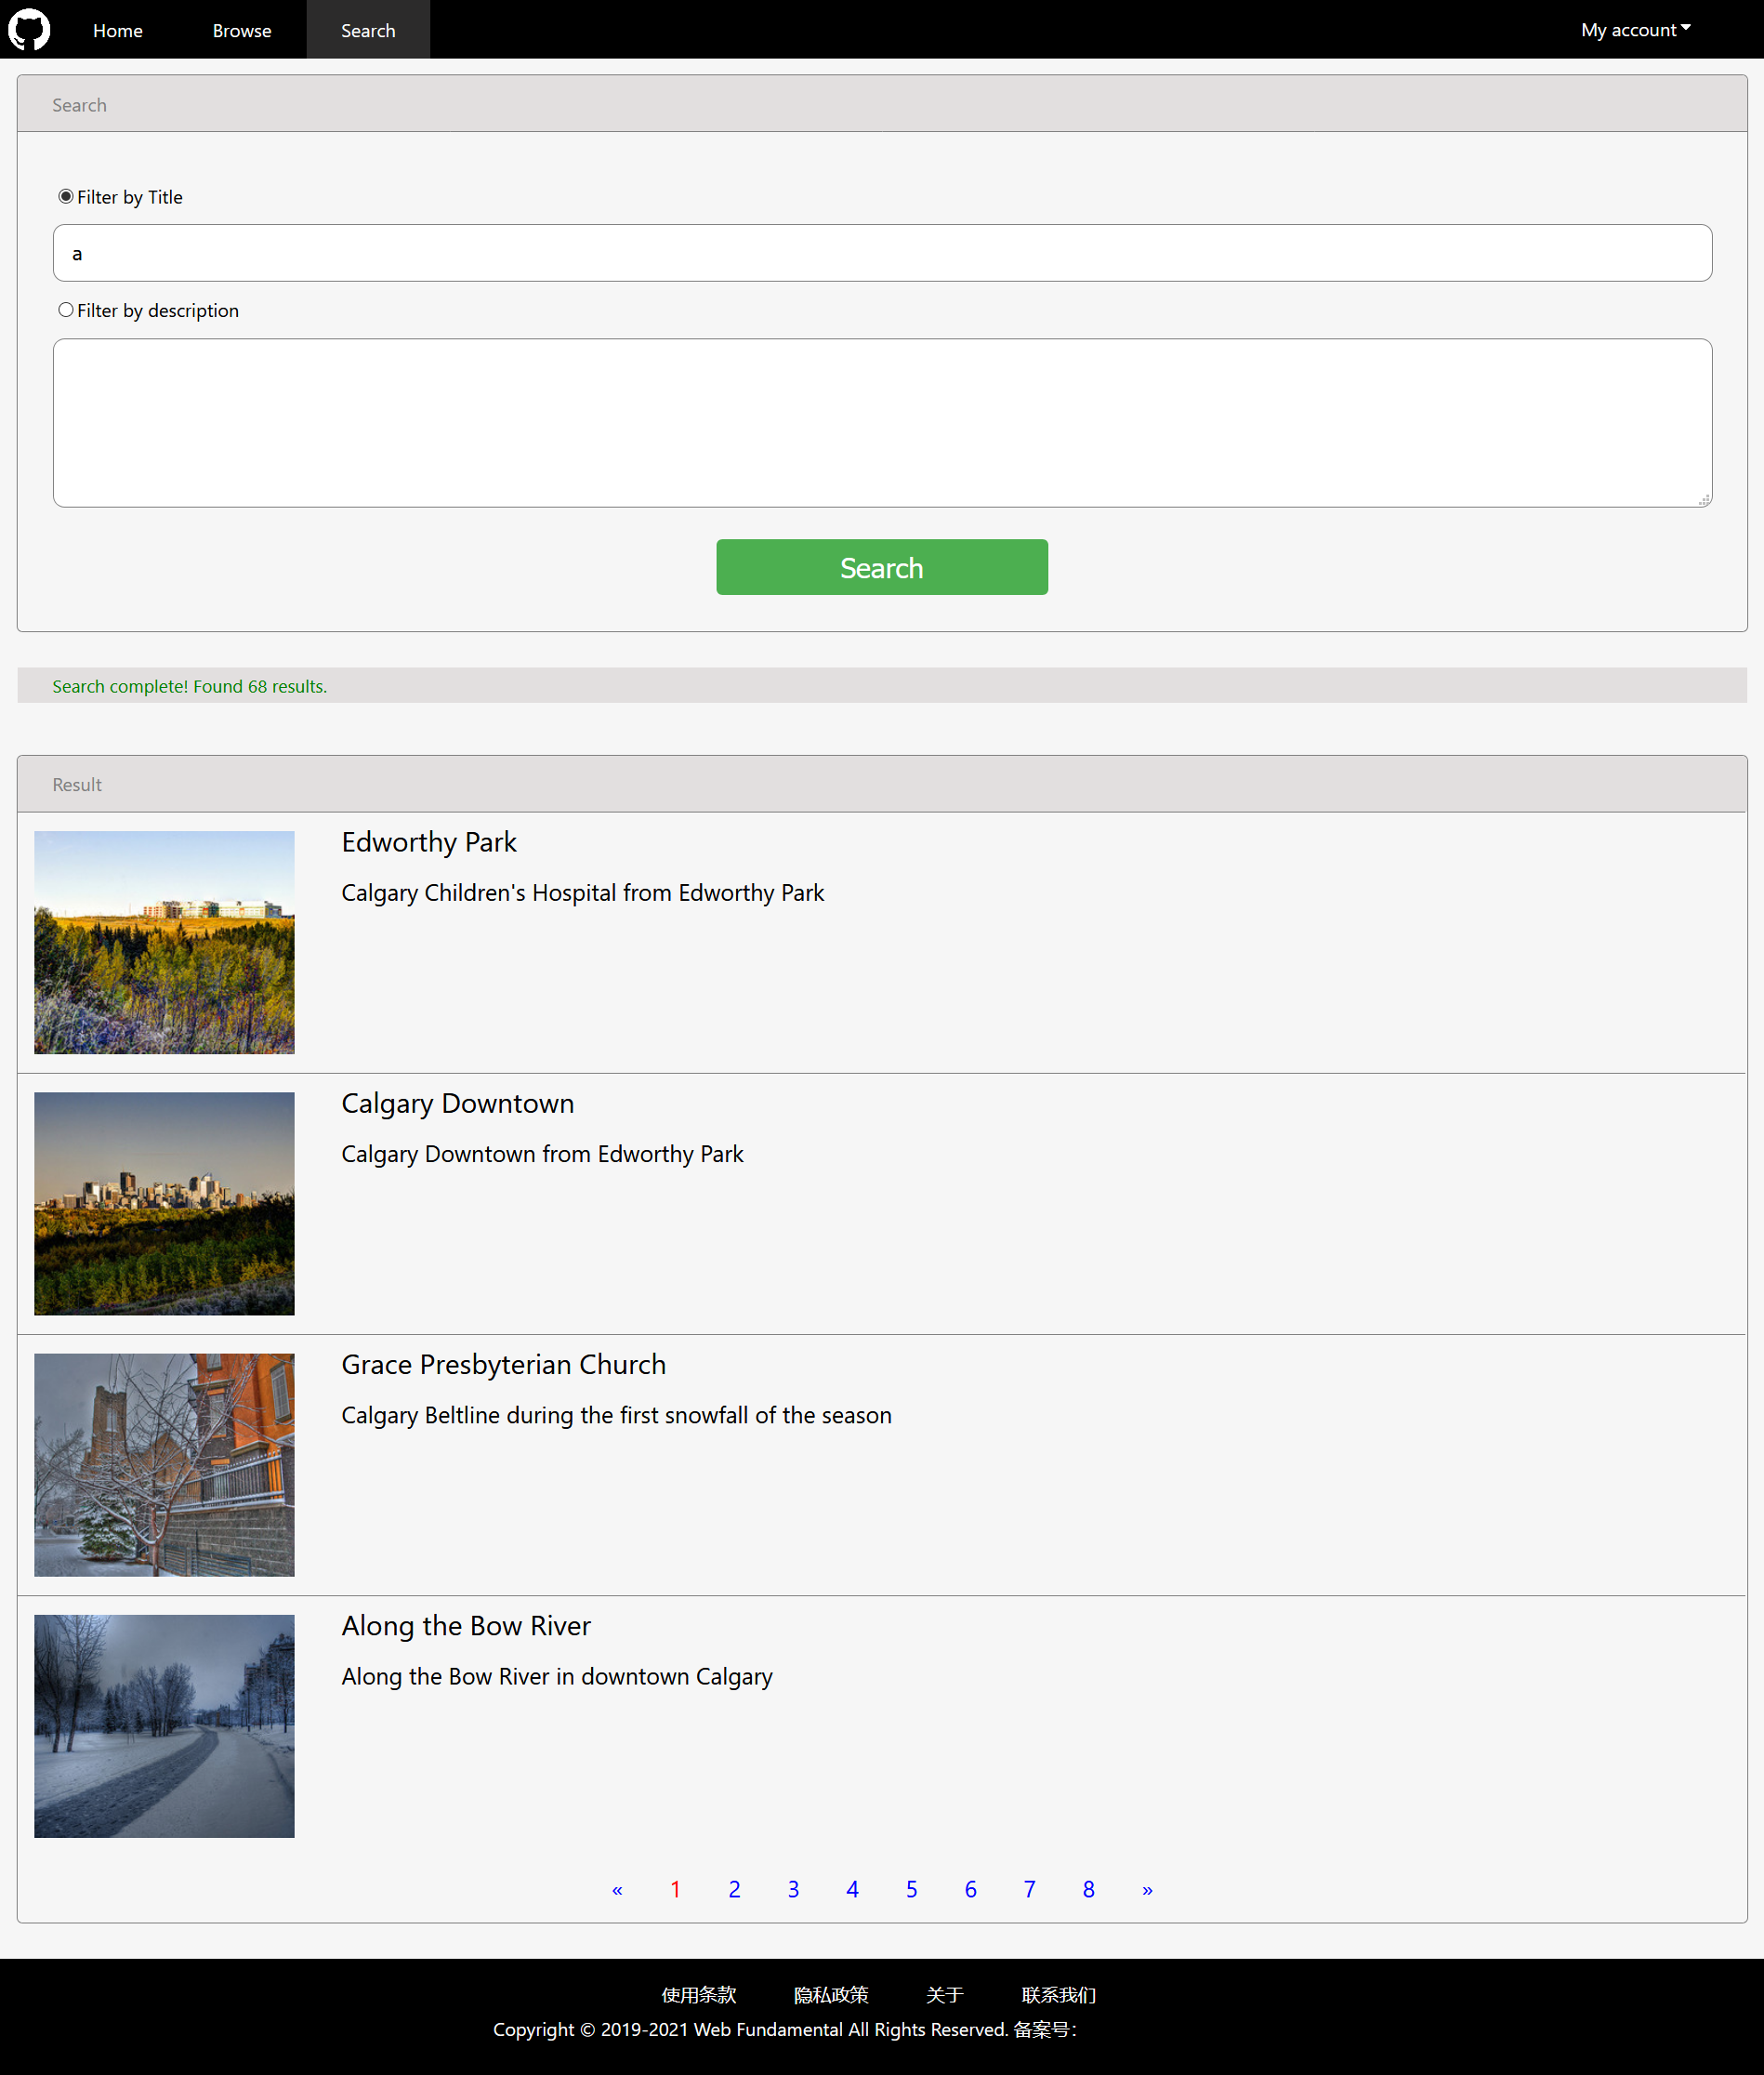 Home Browse Search My account
Search
Filter by Title
a
Filter by description
Search
Search complete! Found 68 results.
Result
Edworthy Park
Calgary Children's Hospital from Edworthy Park
Calgary Downtown
Calgary Downtown from Edworthy Park
Grace Presbyterian Church
Calgary Beltline during the first snowfall of the season
Along the Bow River
Along the Bow River in downtown Calgary
« 1 2 3 4 5 6 7 8 »
使用条款 隐私政策 关于 联系我们
Copyright © 2019-2021 Web Fundamental All Rights Reserved. 备案号：